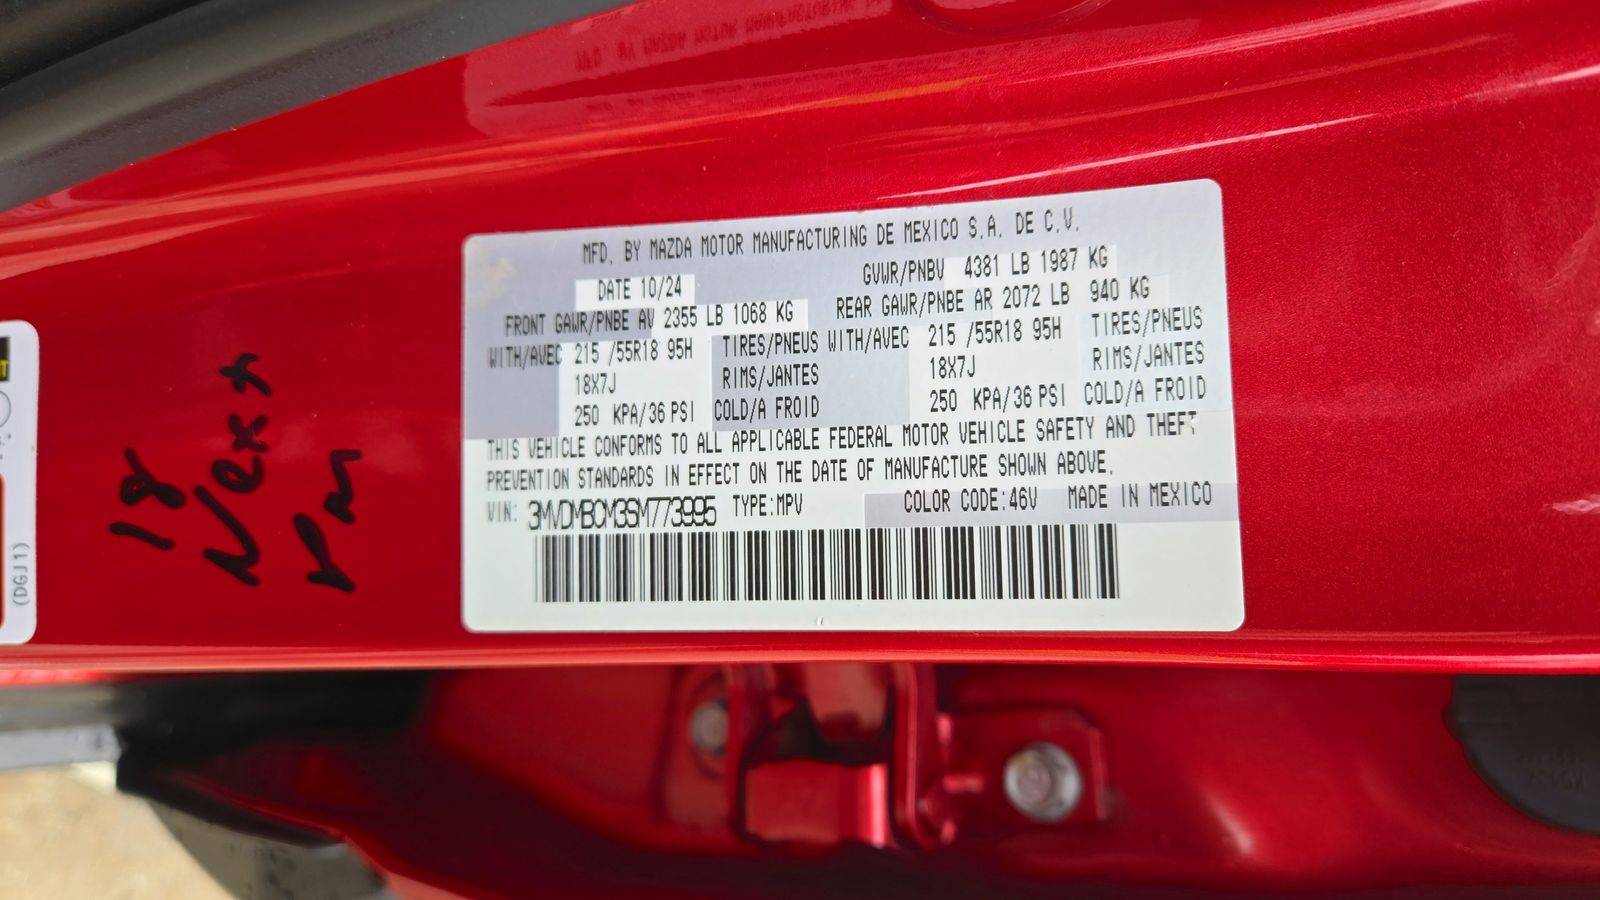 MFD. BY MAZDA MOTOR MANUFACTURING DE MEXICO S.A. DE C.V.
DATE 10/24 GVWR/PNBV 4381 LB 1987 KG
FRONT GAWR/PNBE AV 2355 LB 1068 KG REAR GAWR/PNBE AR 2072 LB 940 KG
WITH/AVEC 215 /55R18 95H TIRES/PNEUS WITH/AVEC 215 /55R18 95H TIRES/PNEUS
18X7J RIMS/JANTES 18X7J RIMS/JANTES
250 KPA/36 PSI COLD/A FROID 250 KPA/36 PSI COLD/A FROID
THIS VEHICLE CONFORMS TO ALL APPLICABLE FEDERAL MOTOR VEHICLE SAFETY AND THEFT
PREVENTION STANDARDS IN EFFECT ON THE DATE OF MANUFACTURE SHOWN ABOVE.
VIN: 3MVDMBCM3SM773995 TYPE:MPV COLOR CODE:46V MADE IN MEXICO
18
(DGJ1)